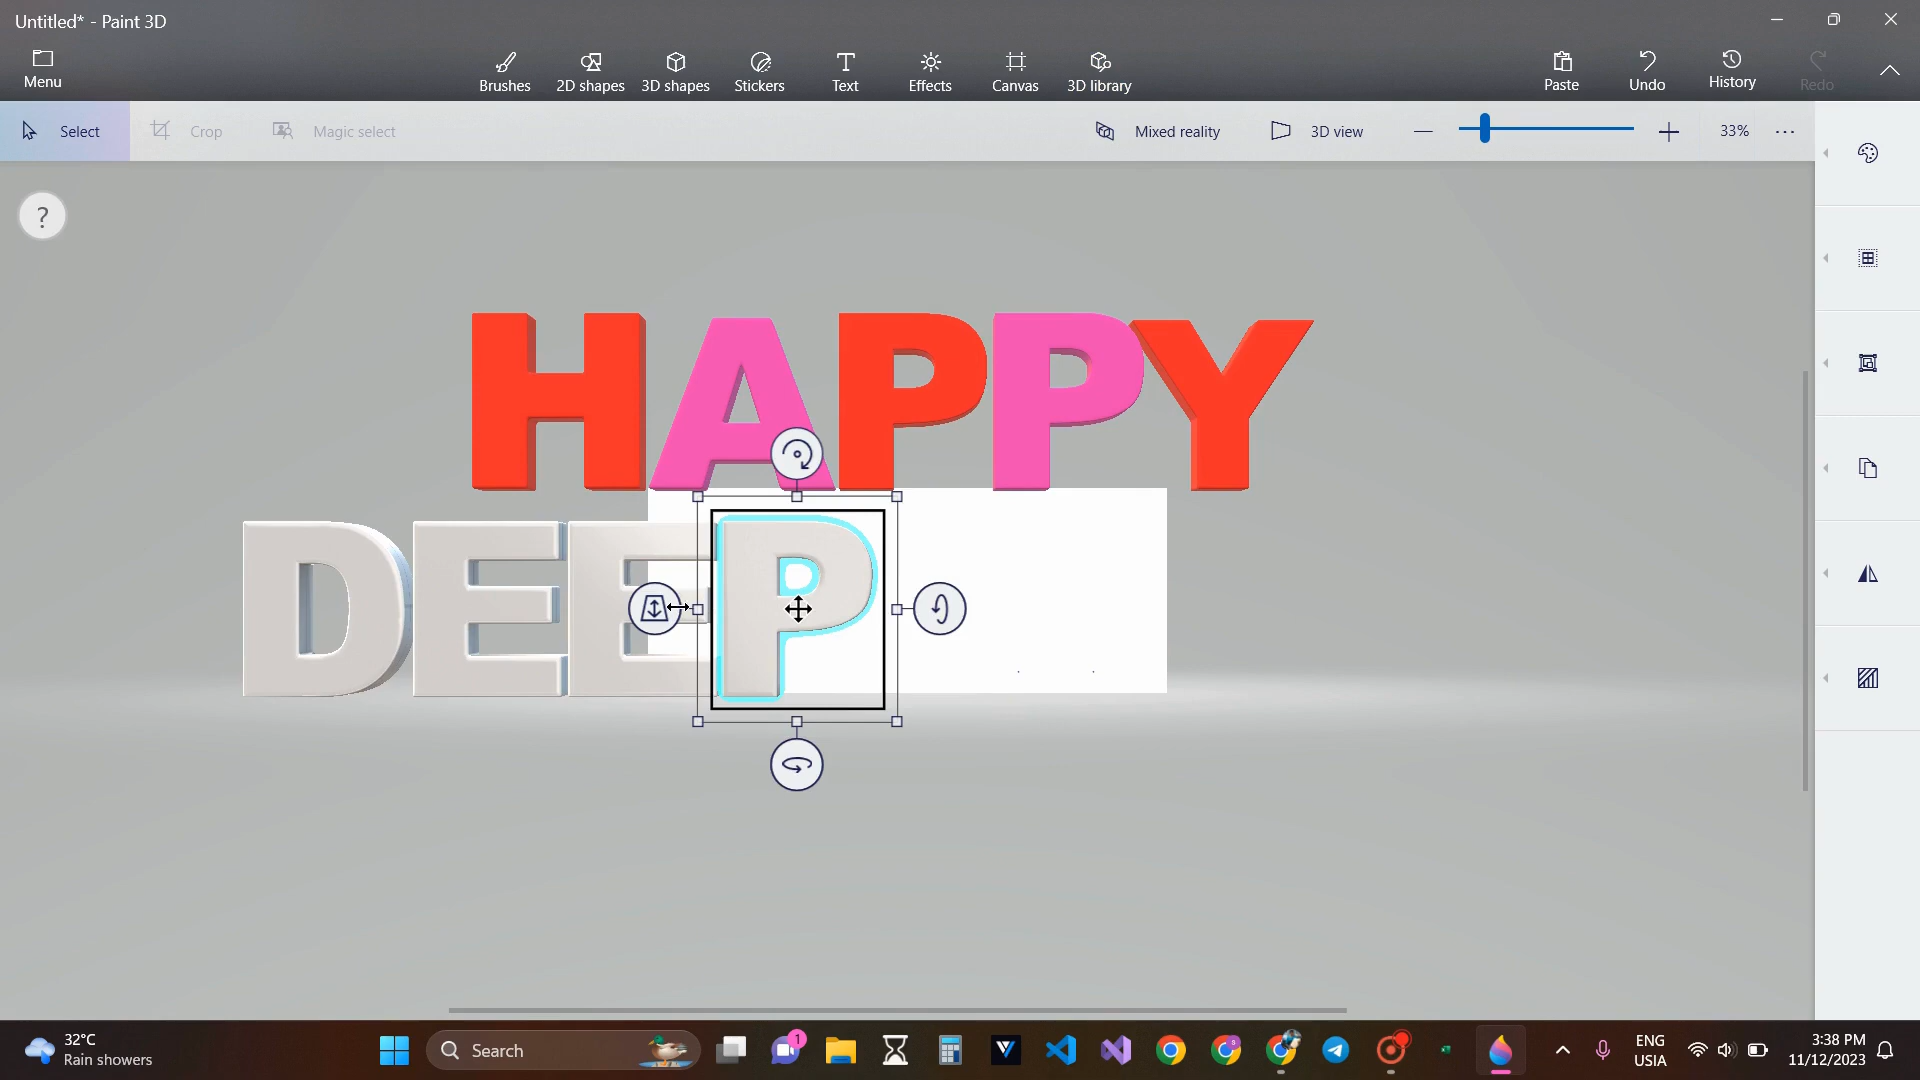 Untitled* - Paint 3D
Menu
Brushes 2D shapes 3D shapes Stickers Text Effects Canvas 3D library Paste Undo History Redo
Select Crop Magic select Mixed reality 3D view 33%
?
HAPPY
DEEP
32°C
Rain showers
Search
1
ENG
USIA
3:38 PM
11/12/2023